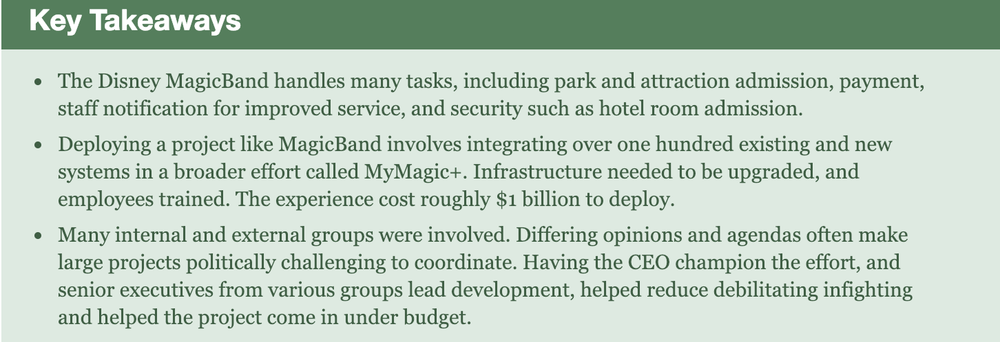 Key Takeaways
• The Disney MagicBand handles many tasks, including park and attraction admission, payment,
staff notification for improved service, and security such as hotel room admission.
• Deploying a project like MagicBand involves integrating over one hundred existing and new
systems in a broader effort called MyMagic+. Infrastructure needed to be upgraded, and
employees trained. The experience cost roughly $1 billion to deploy.
• Many internal and external groups were involved. Differing opinions and agendas often make
large projects politically challenging to coordinate. Having the CEO champion the effort, and
senior executives from various groups lead development, helped reduce debilitating infighting
and helped the project come in under budget.